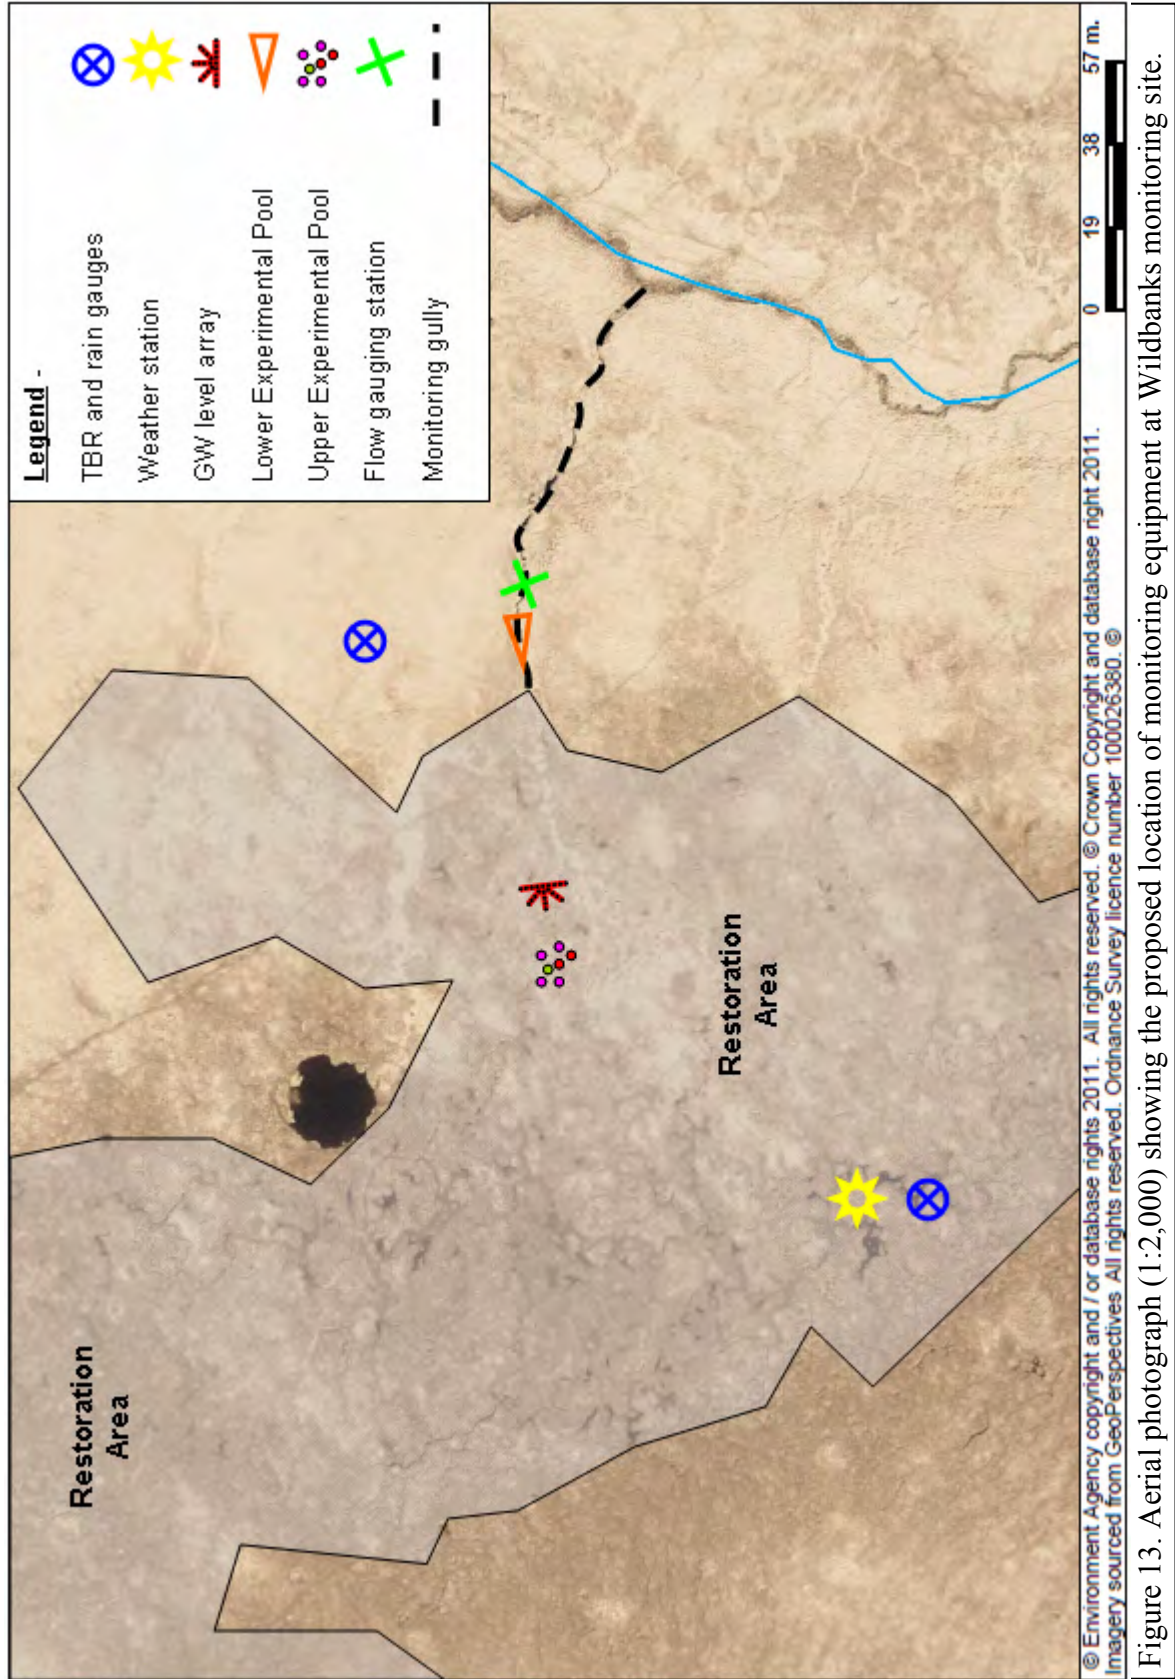 Legend -
TBR and rain gauges
Weather station
GW level array
Lower Experimental Pool
Upper Experimental Pool
Flow gauging station
Monitoring gully
Restoration
Area
Restoration
Area
0 19 38 57 m.
© Environment Agency copyright and / or database rights 2011. All rights reserved. © Crown Copyright and database right 2011.
Imagery sourced from GeoPerspectives All rights reserved. Ordnance Survey licence number 100026380. ©
Figure 13. Aerial photograph (1:2,000) showing the proposed location of monitoring equipment at Wildbanks monitoring site.